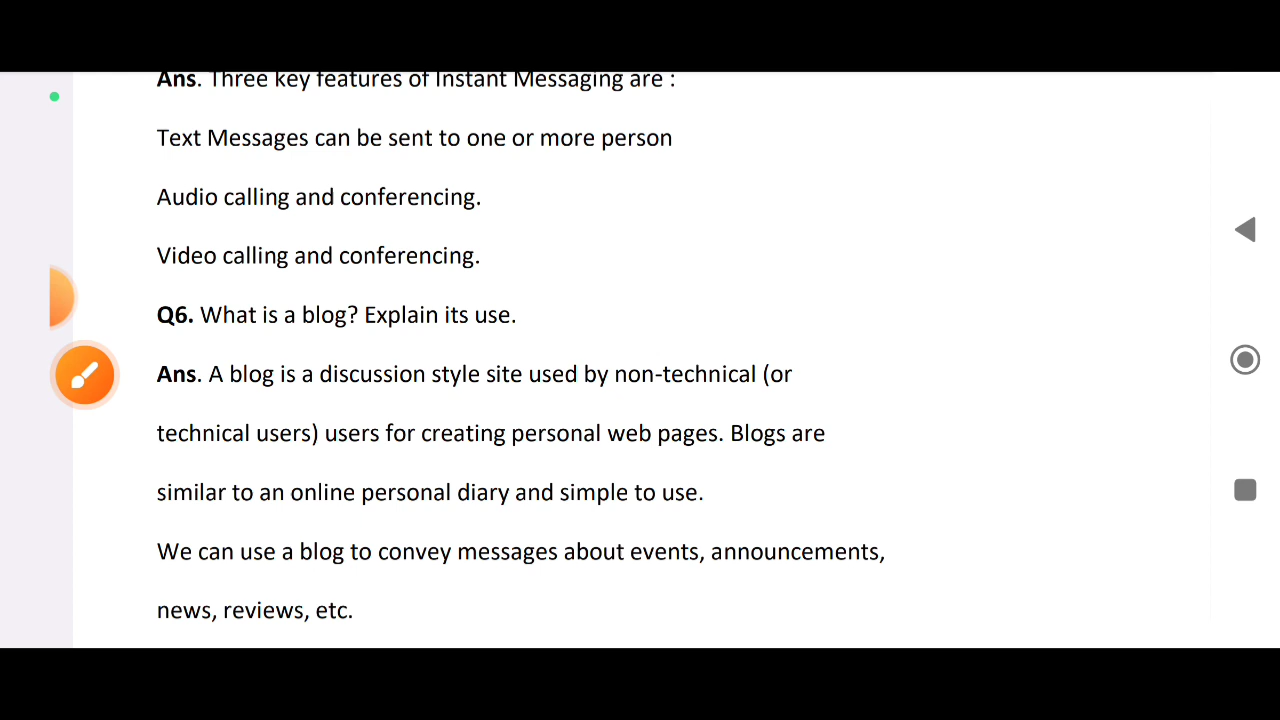 Ans. Three key features of Instant Messaging are :
Text Messages can be sent to one or more person
Audio calling and conferencing.
Video calling and conferencing.
Q6. What is a blog? Explain its use.
Ans. A blog is a discussion style site used by non-technical (or
technical users) users for creating personal web pages. Blogs are
similar to an online personal diary and simple to use.
We can use a blog to convey messages about events, announcements,
news, reviews, etc.